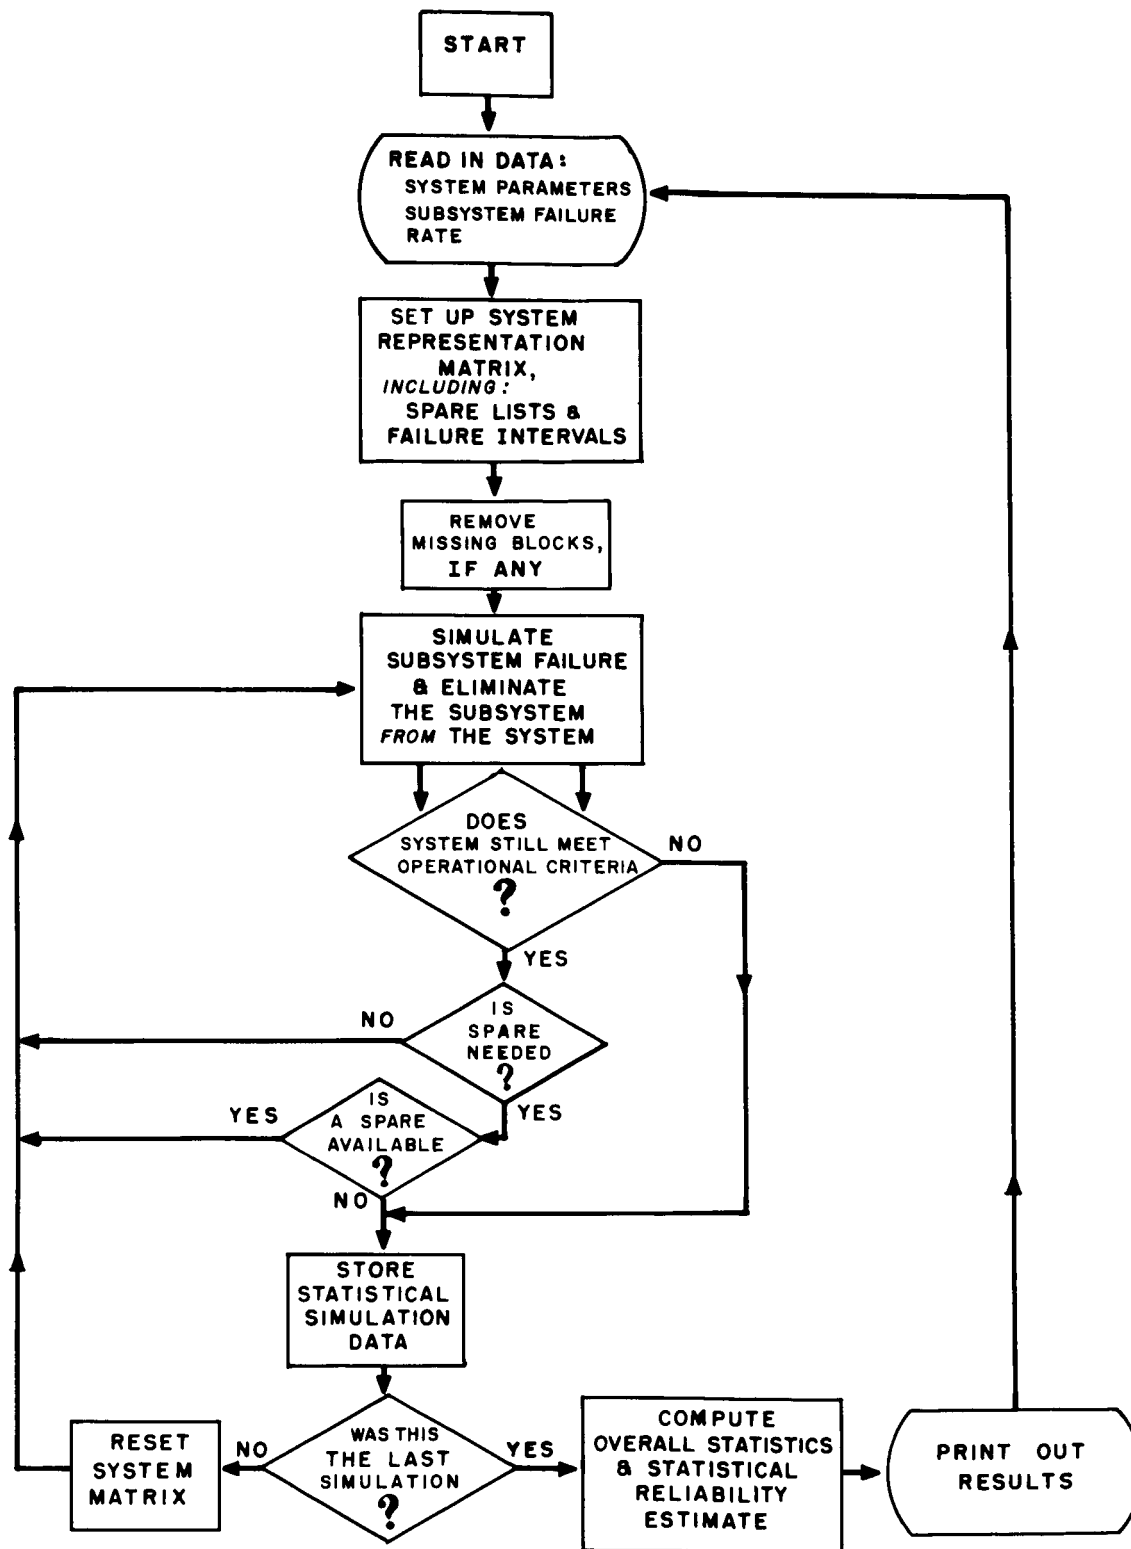 START
READ IN DATA:
SYSTEM PARAMETERS
SUBSYSTEM FAILURE
RATE
SET UP SYSTEM
REPRESENTATION
MATRIX,
INCLUDING:
SPARE LISTS &
FAILURE INTERVALS
REMOVE
MISSING BLOCKS,
IF ANY
SIMULATE
SUBSYSTEM FAILURE
& ELIMINATE
THE SUBSYSTEM
FROM THE SYSTEM
DOES
SYSTEM STILL MEET
OPERATIONAL CRITERIA
?
NO
YES
IS
SPARE
NEEDED
?
NO
YES
IS
A SPARE
AVAILABLE
?
YES
NO
STORE
STATISTICAL
SIMULATION
DATA
WAS THIS
THE LAST
SIMULATION
?
NO
YES
RESET
SYSTEM
MATRIX
COMPUTE
OVERALL STATISTICS
& STATISTICAL
RELIABILITY
ESTIMATE
PRINT OUT
RESULTS